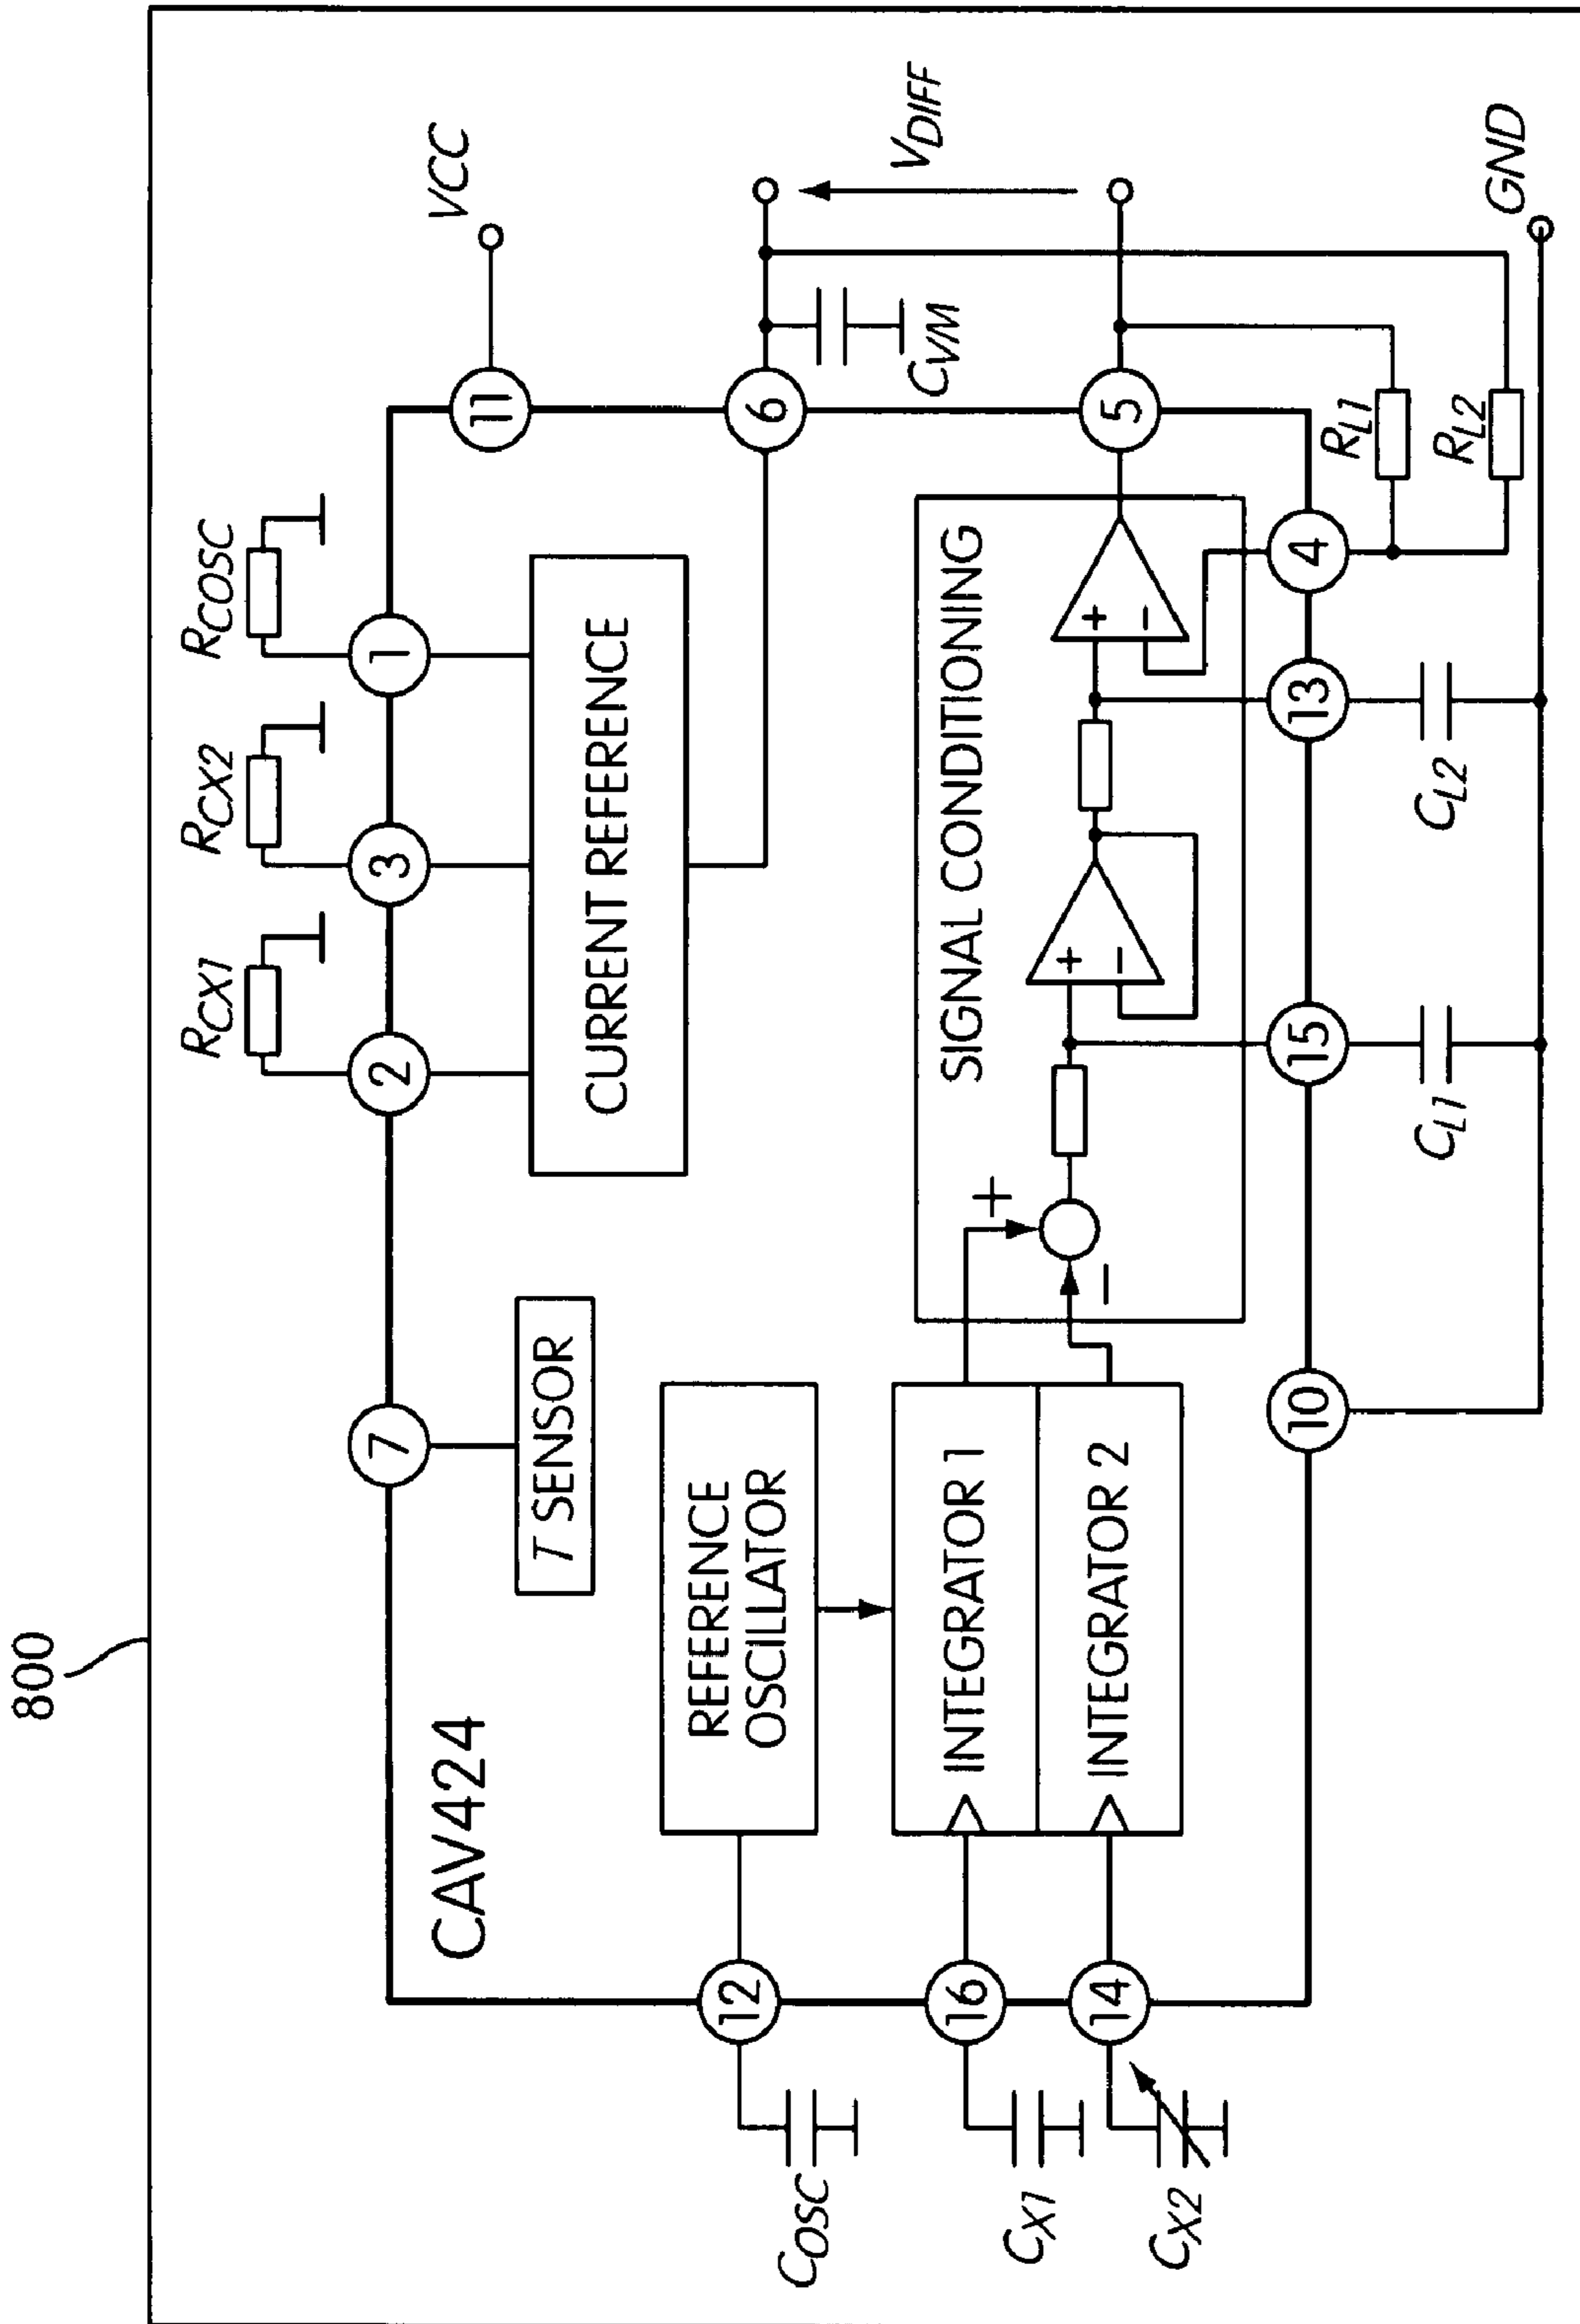 800
CAV424
R_CX1
R_CX2
R_COSC
2
3
1
7
11
VCC
T SENSOR
CURRENT REFERENCE
12
C_OSC
REFERENCE
OSCILLATOR
6
C_VM
V_DIFF
16
C_X1
INTEGRATOR 1
14
C_X2
INTEGRATOR 2
SIGNAL CONDITIONING
+
−
+
−
+
−
5
10
15
13
4
C_L1
C_L2
R_L1
R_L2
GND